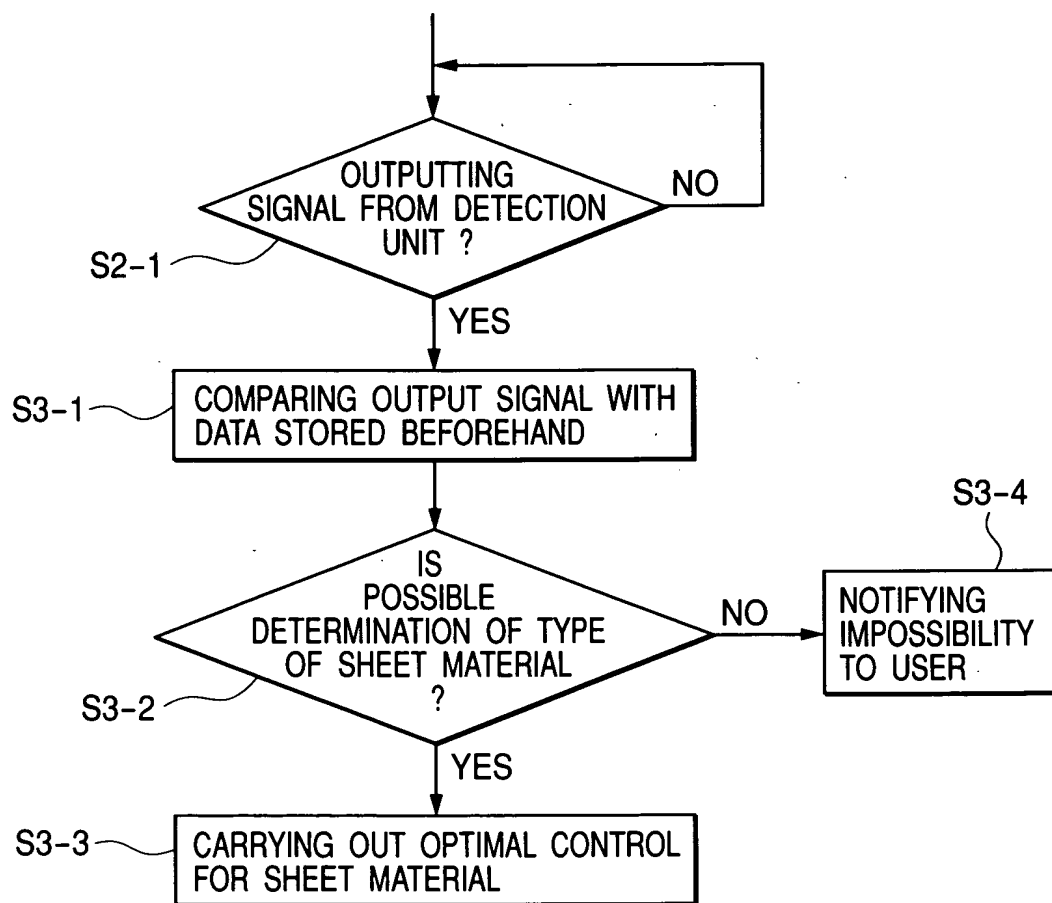 OUTPUTTING
SIGNAL FROM DETECTION
UNIT ?
NO
S2-1
YES
S3-1
COMPARING OUTPUT SIGNAL WITH
DATA STORED BEFOREHAND
S3-4
IS
POSSIBLE
DETERMINATION OF TYPE
OF SHEET MATERIAL
?
NO
NOTIFYING
IMPOSSIBILITY
TO USER
S3-2
YES
S3-3
CARRYING OUT OPTIMAL CONTROL
FOR SHEET MATERIAL